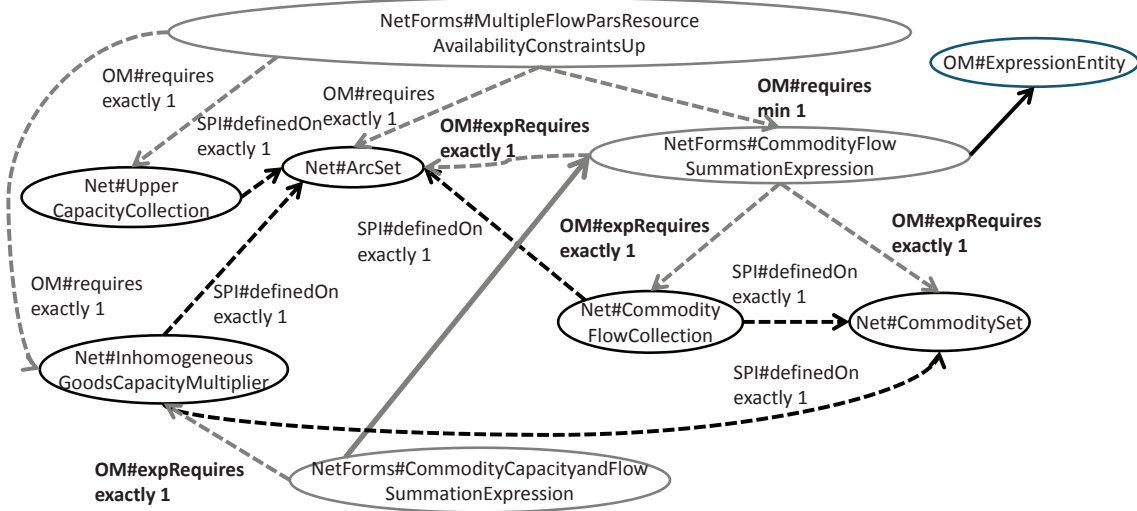 NetForms#MultipleFlowParsResource
AvailabilityConstraintsUp
OM#ExpressionEntity
OM#requires
exactly 1
OM#requires
exactly 1
OM#requires
min 1
SPI#definedOn
exactly 1
OM#expRequires
exactly 1
NetForms#CommodityFlow
SummationExpression
Net#ArcSet
Net#Upper
CapacityCollection
SPI#definedOn
exactly 1
OM#expRequires
exactly 1
OM#expRequires
exactly 1
OM#requires
exactly 1
SPI#definedOn
exactly 1
SPI#definedOn
exactly 1
Net#Commodity
FlowCollection
Net#CommoditySet
Net#Inhomogeneous
GoodsCapacityMultiplier
SPI#definedOn
exactly 1
OM#expRequires
exactly 1
NetForms#CommodityCapacityandFlow
SummationExpression